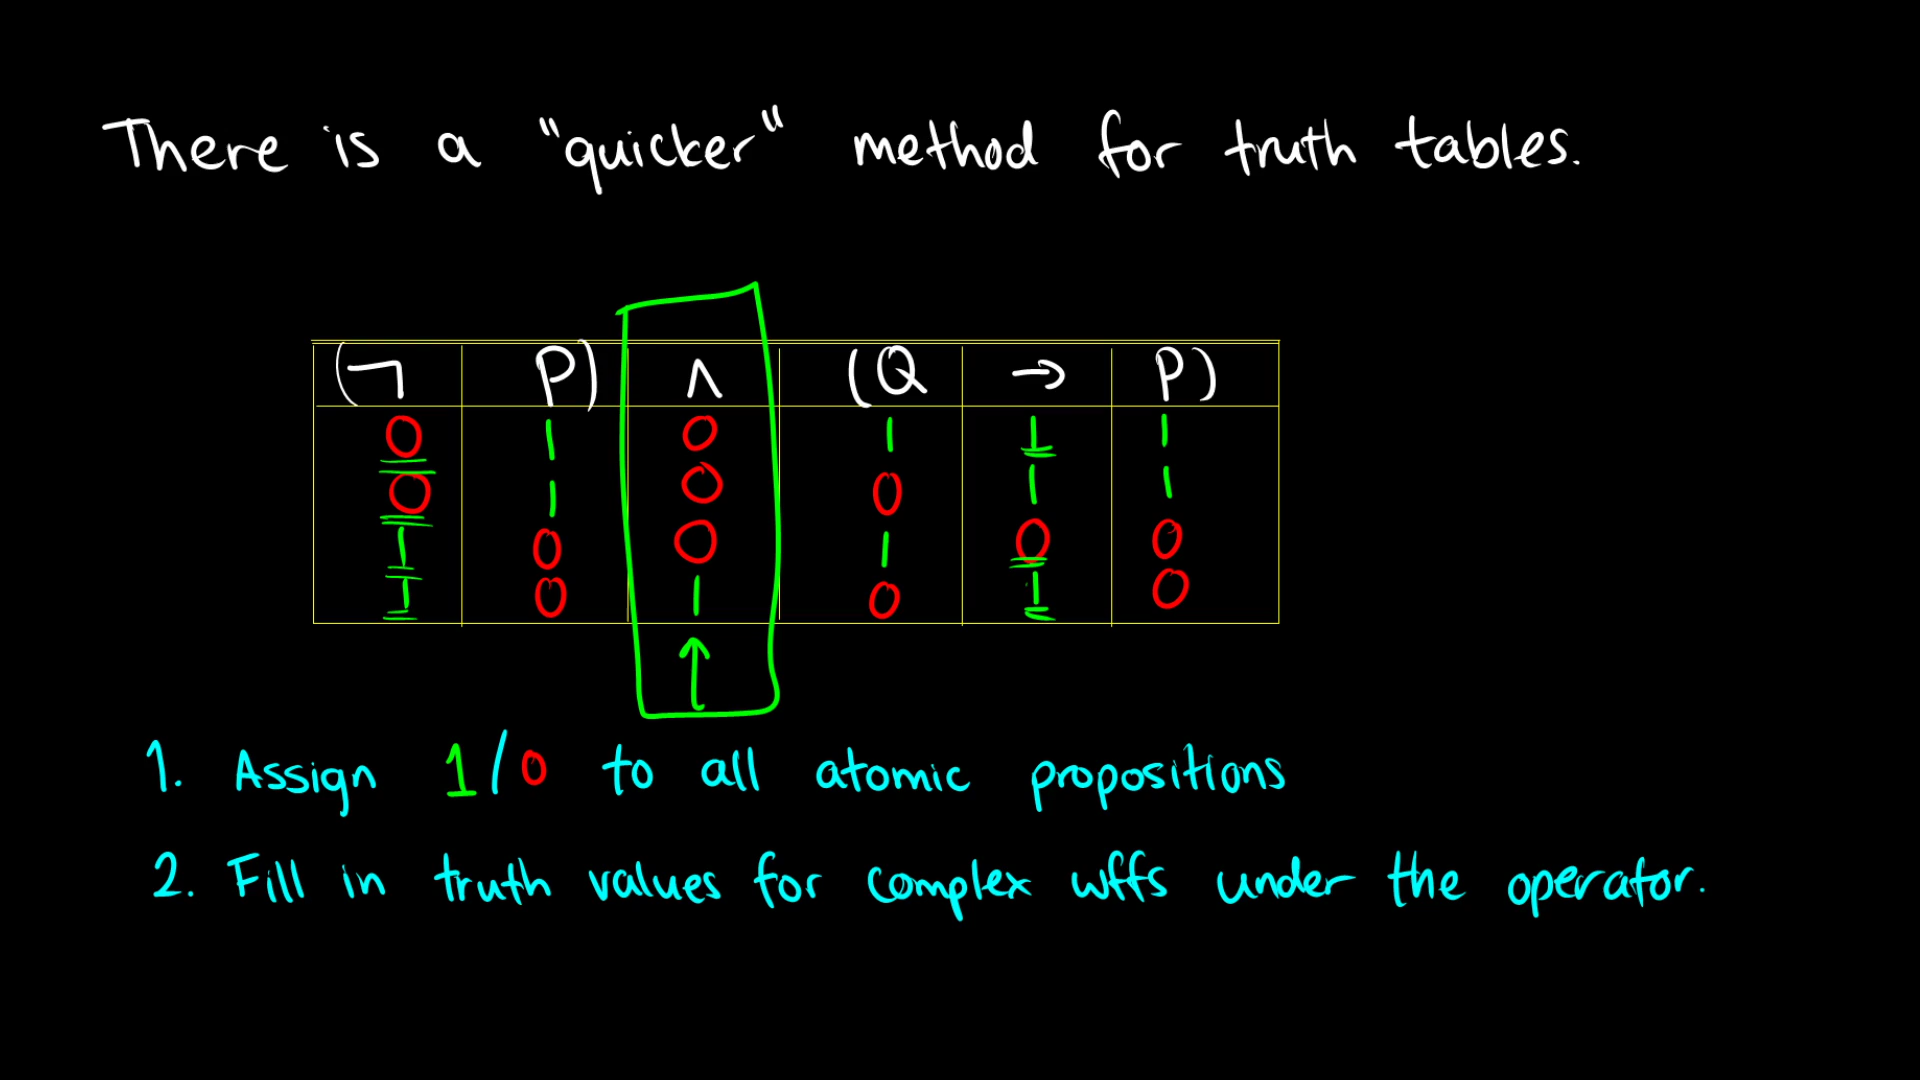 There is a "quicker" method for truth tables.
(¬ P) ∧ (Q → P)
0 1 0 1 1 1
0 1 0 0 1 1
1 0 0 1 0 0
1 0 1 0 1 0
1. Assign 1/0 to all atomic propositions
2. Fill in truth values for complex wffs under the operator.